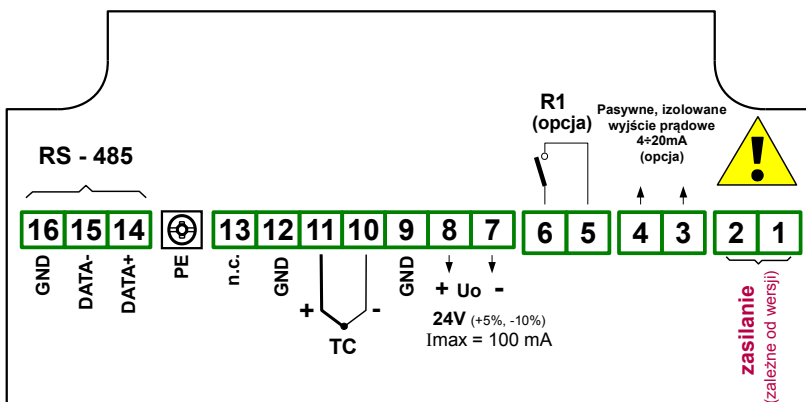 RS - 485
R1
(opcja)
Pasywne, izolowane
wyjście prądowe
4÷20mA
(opcja)
!
16 15 14 PE 13 12 11 10 9 8 7 6 5 4 3 2 1
GND
DATA-
DATA+
n.c.
GND
+ -
TC
GND
+ Uo -
24V (+5%, -10%)
Imax = 100 mA
zasilanie
(zależne od wersji)